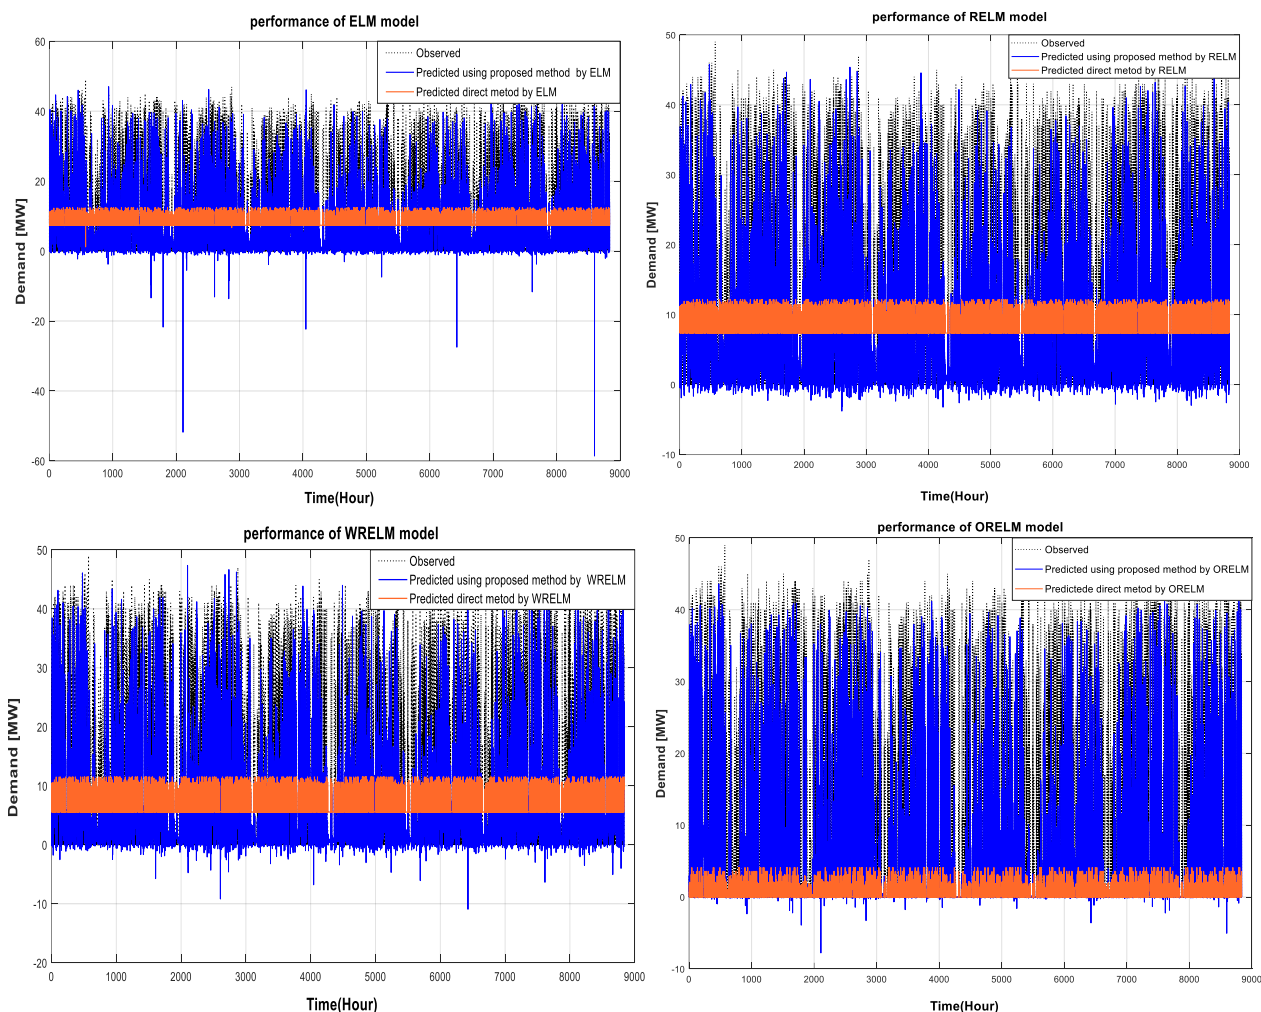 performance of ELM model
60
40
20
0
-20
-40
-60
Demand [MW]
Observed
Predicted using proposed method by ELM
Predicted direct metod by ELM
0 1000 2000 3000 4000 5000 6000 7000 8000 9000
Time(Hour)
performance of RELM model
50
40
30
20
10
0
-10
Demand [MW]
Observed
Predicted using proposed method by RELM
Predicted direct metod by RELM
0 1000 2000 3000 4000 5000 6000 7000 8000 9000
Time(Hour)
performance of WRELM model
50
40
30
20
10
0
-10
-20
Demand [MW]
Observed
Predicted using proposed method by WRELM
Predicted direct metod by WRELM
0 1000 2000 3000 4000 5000 6000 7000 8000 9000
Time(Hour)
performance of ORELM model
50
40
30
20
10
0
-10
Demand [MW]
Observed
Predicted using proposed method by ORELM
Predictede direct metod by ORELM
0 1000 2000 3000 4000 5000 6000 7000 8000 9000
Time(Hour)